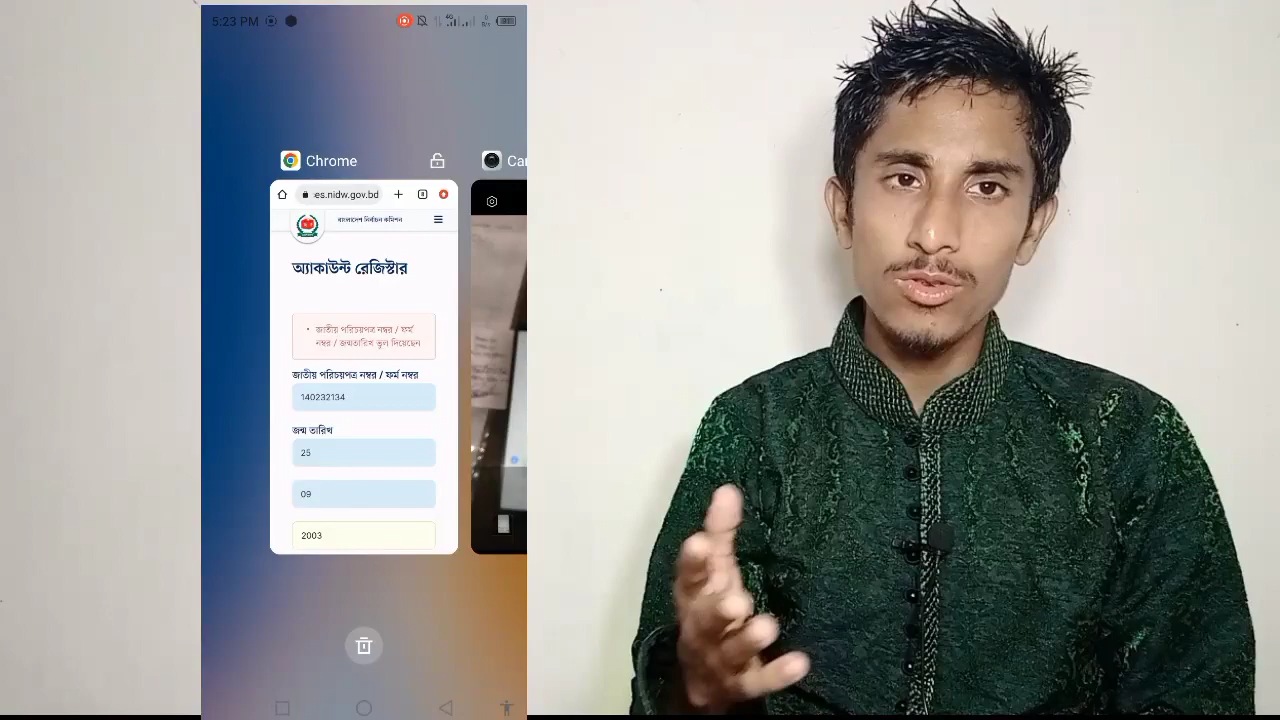 5:23 PM
Chrome
es.nidw.gov.bd
8
বাংলাদেশ নির্বাচন কমিশন
অ্যাকাউন্ট রেজিস্টার
• জাতীয় পরিচয়পত্র নম্বর / ফর্ম
নম্বর / জন্মতারিখ ভুল দিয়েছেন
জাতীয় পরিচয়পত্র নম্বর / ফর্ম নম্বর
140232134
জন্ম তারিখ
25
09
2003